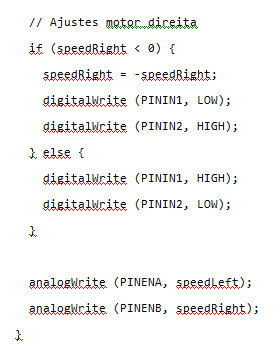 // Ajustes motor direita
if (speedRight < 0) {
speedRight = -speedRight;
digitalWrite (PININ1, LOW);
digitalWrite (PININ2, HIGH);
} else {
digitalWrite (PININ1, HIGH);
digitalWrite (PININ2, LOW);
}
analogWrite (PINENA, speedLeft);
analogWrite (PINENB, speedRight);
}